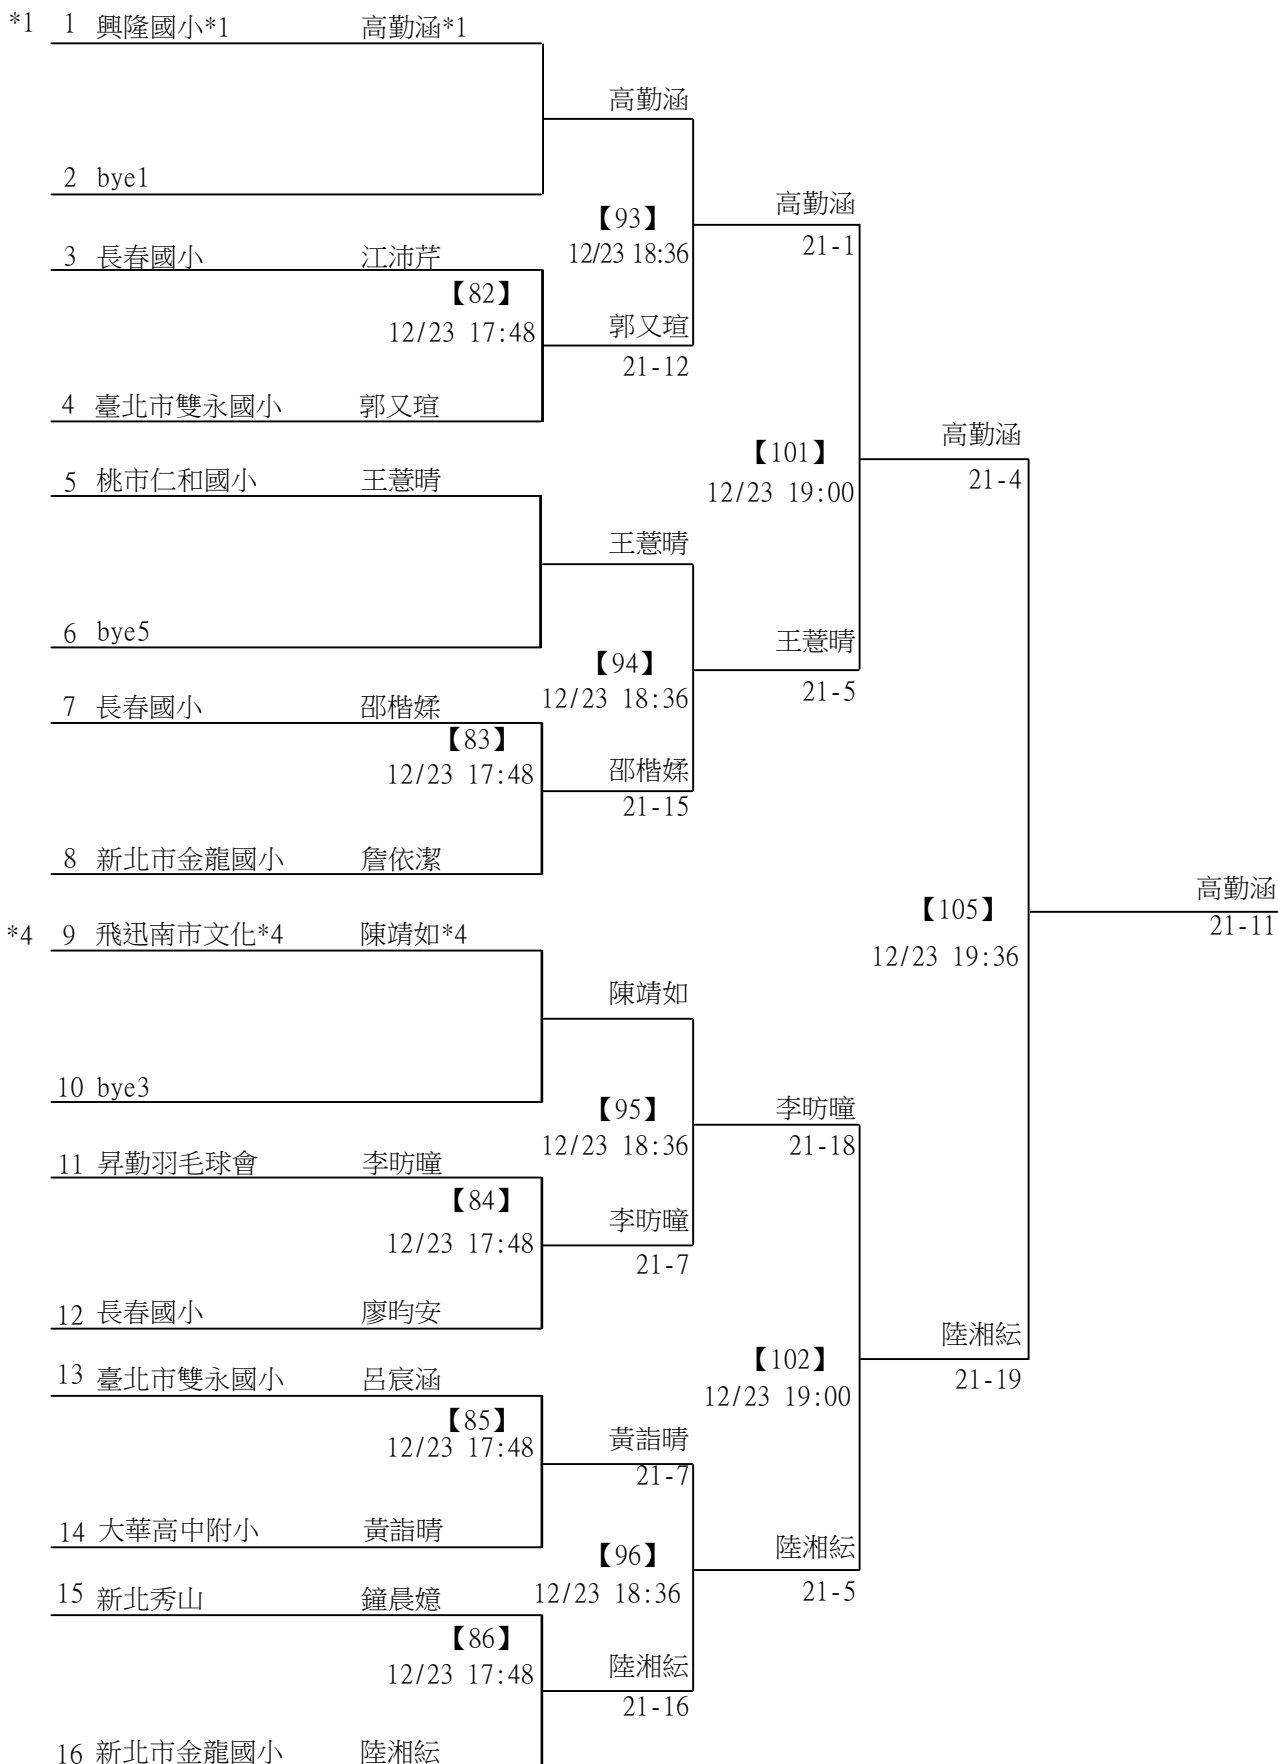 *1 1 興隆國小*1 高勤涵*1
高勤涵
2 bye1
【93】 高勤涵
3 長春國小 江沛芹 12/23 18:36 21-1
【82】
12/23 17:48 郭又瑄
21-12
4 臺北市雙永國小 郭又瑄
高勤涵
【101】
5 桃市仁和國小 王薏晴 12/23 19:00 21-4
王薏晴
6 bye5 王薏晴
【94】
7 長春國小 邵楷媃 12/23 18:36 21-5
【83】
12/23 17:48 邵楷媃
21-15
8 新北市金龍國小 詹依潔
高勤涵
【105】 21-11
*4 9 飛迅南市文化*4 陳靖如*4
12/23 19:36
陳靖如
10 bye3
【95】 李昉曈
12/23 18:36 21-18
11 昇勤羽毛球會 李昉曈
【84】
12/23 17:48 李昉曈
21-7
12 長春國小 廖昀安
陸湘紜
【102】
13 臺北市雙永國小 呂宸涵 21-19
12/23 19:00
【85】
12/23 17:48 黃詣晴
21-7
14 大華高中附小 黃詣晴
【96】 陸湘紜
15 新北秀山 鐘晨嬑 12/23 18:36 21-5
【86】
12/23 17:48 陸湘紜
21-16
16 新北市金龍國小 陸湘紜